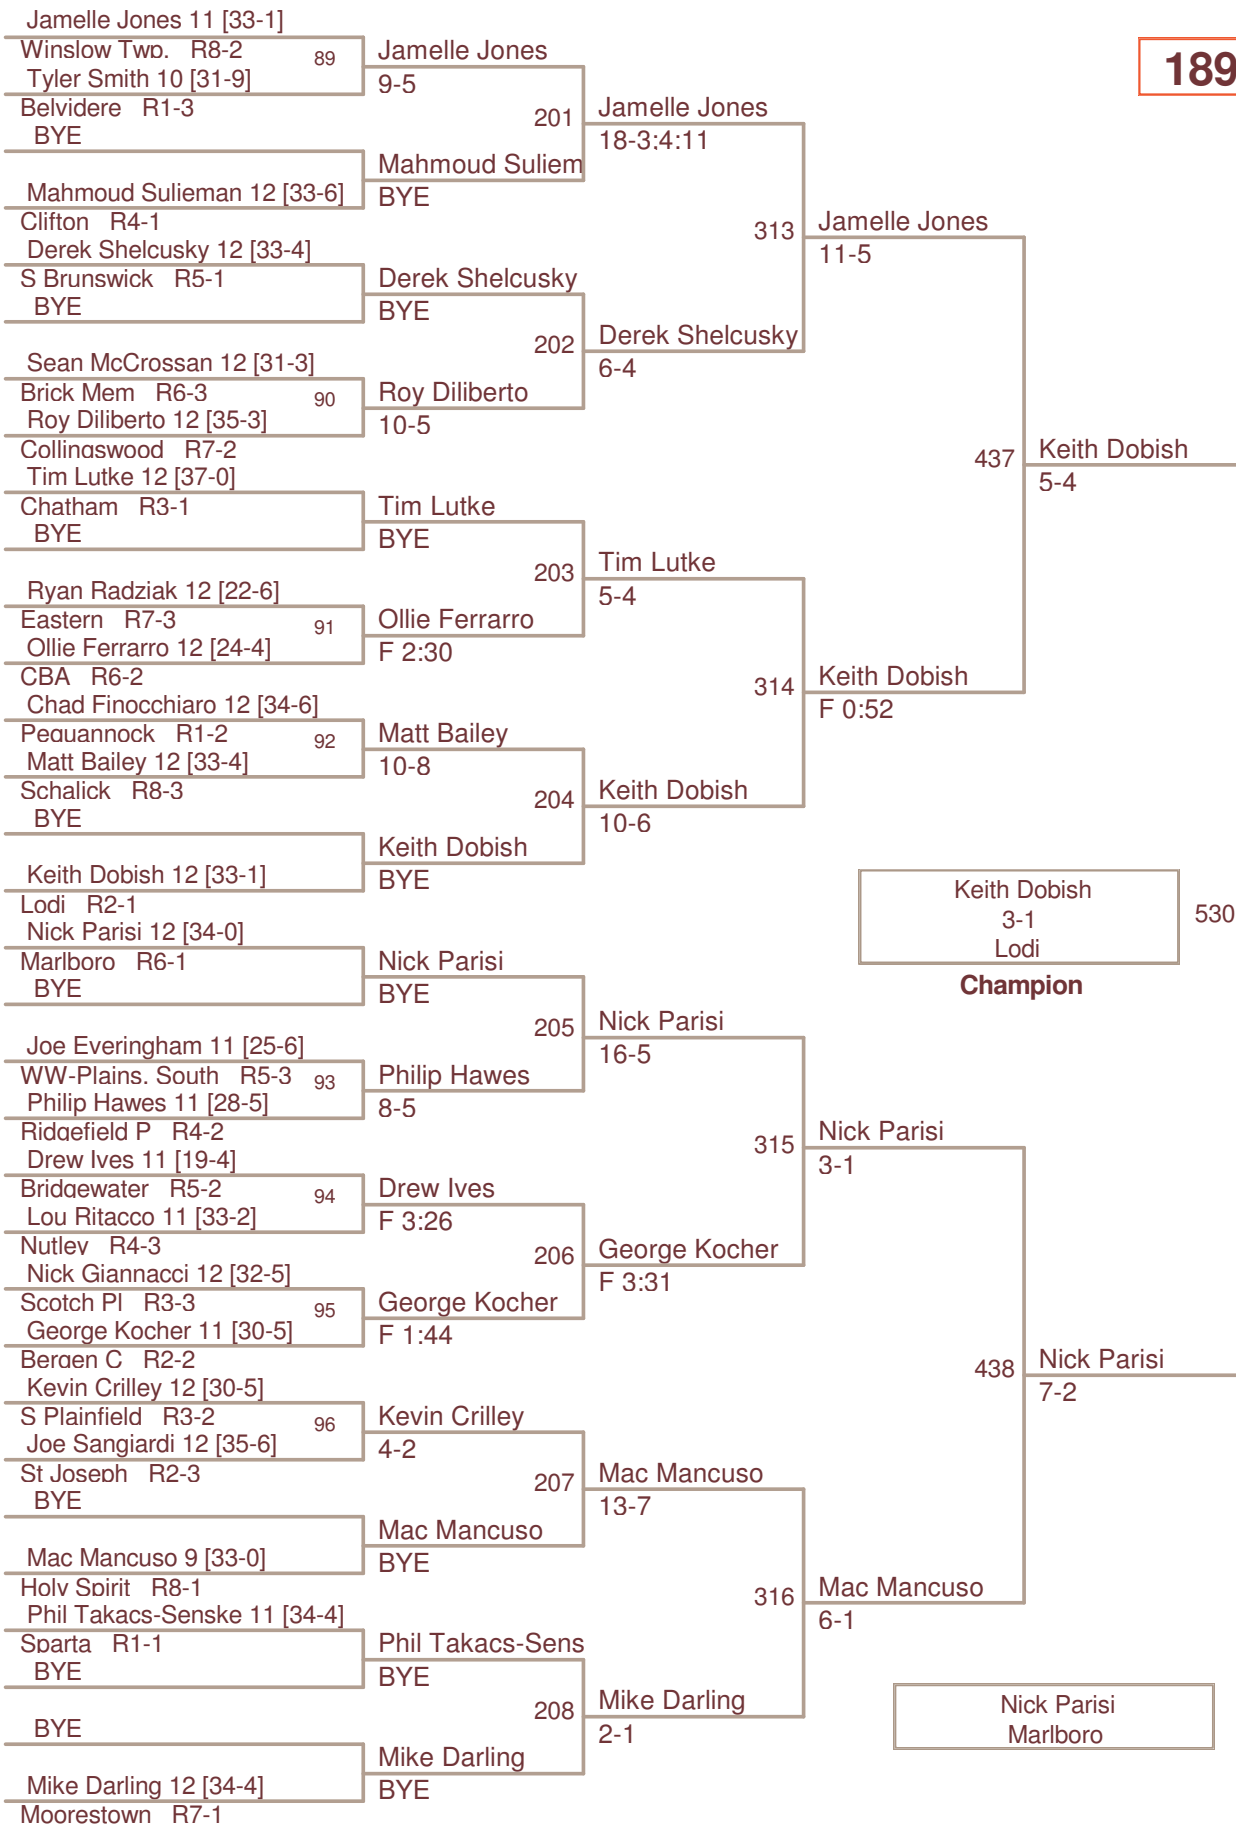 Jamelle Jones 11 [33-1]
Winslow Twp. R8-2
89
Tyler Smith 10 [31-9]
Belvidere R1-3
BYE
Mahmoud Sulieman 12 [33-6]
Clifton R4-1
Derek Shelcusky 12 [33-4]
S Brunswick R5-1
BYE
Sean McCrossan 12 [31-3]
Brick Mem R6-3
90
Roy Diliberto 12 [35-3]
Collingswood R7-2
Tim Lutke 12 [37-0]
Chatham R3-1
BYE
Ryan Radziak 12 [22-6]
Eastern R7-3
91
Ollie Ferrarro 12 [24-4]
CBA R6-2
Chad Finocchiaro 12 [34-6]
Pequannock R1-2
92
Matt Bailey 12 [33-4]
Schalick R8-3
BYE
Keith Dobish 12 [33-1]
Lodi R2-1
Nick Parisi 12 [34-0]
Marlboro R6-1
BYE
Joe Everingham 11 [25-6]
WW-Plains. South R5-3
93
Philip Hawes 11 [28-5]
Ridgefield P R4-2
Drew Ives 11 [19-4]
Bridgewater R5-2
94
Lou Ritacco 11 [33-2]
Nutley R4-3
Nick Giannacci 12 [32-5]
Scotch Pl R3-3
95
George Kocher 11 [30-5]
Bergen C R2-2
Kevin Crilley 12 [30-5]
S Plainfield R3-2
96
Joe Sangiardi 12 [35-6]
St Joseph R2-3
BYE
Mac Mancuso 9 [33-0]
Holy Spirit R8-1
Phil Takacs-Senske 11 [34-4]
Sparta R1-1
BYE
BYE
Mike Darling 12 [34-4]
Moorestown R7-1
Jamelle Jones
9-5
201
Mahmoud Suliem
BYE
Derek Shelcusky
BYE
202
Roy Diliberto
10-5
Tim Lutke
BYE
203
Ollie Ferrarro
F 2:30
Matt Bailey
10-8
204
Keith Dobish
BYE
Nick Parisi
BYE
205
Philip Hawes
8-5
Drew Ives
F 3:26
206
George Kocher
F 1:44
Kevin Crilley
4-2
207
Mac Mancuso
BYE
Phil Takacs-Sens
BYE
208
Mike Darling
BYE
Jamelle Jones
18-3;4:11
313
Derek Shelcusky
6-4
Tim Lutke
5-4
314
Keith Dobish
10-6
Nick Parisi
16-5
315
George Kocher
F 3:31
Mac Mancuso
13-7
316
Mike Darling
2-1
Jamelle Jones
11-5
437
Keith Dobish
F 0:52
Nick Parisi
3-1
438
Mac Mancuso
6-1
189
Keith Dobish
5-4
Keith Dobish
3-1
Lodi
530
Champion
Nick Parisi
7-2
Nick Parisi
Marlboro